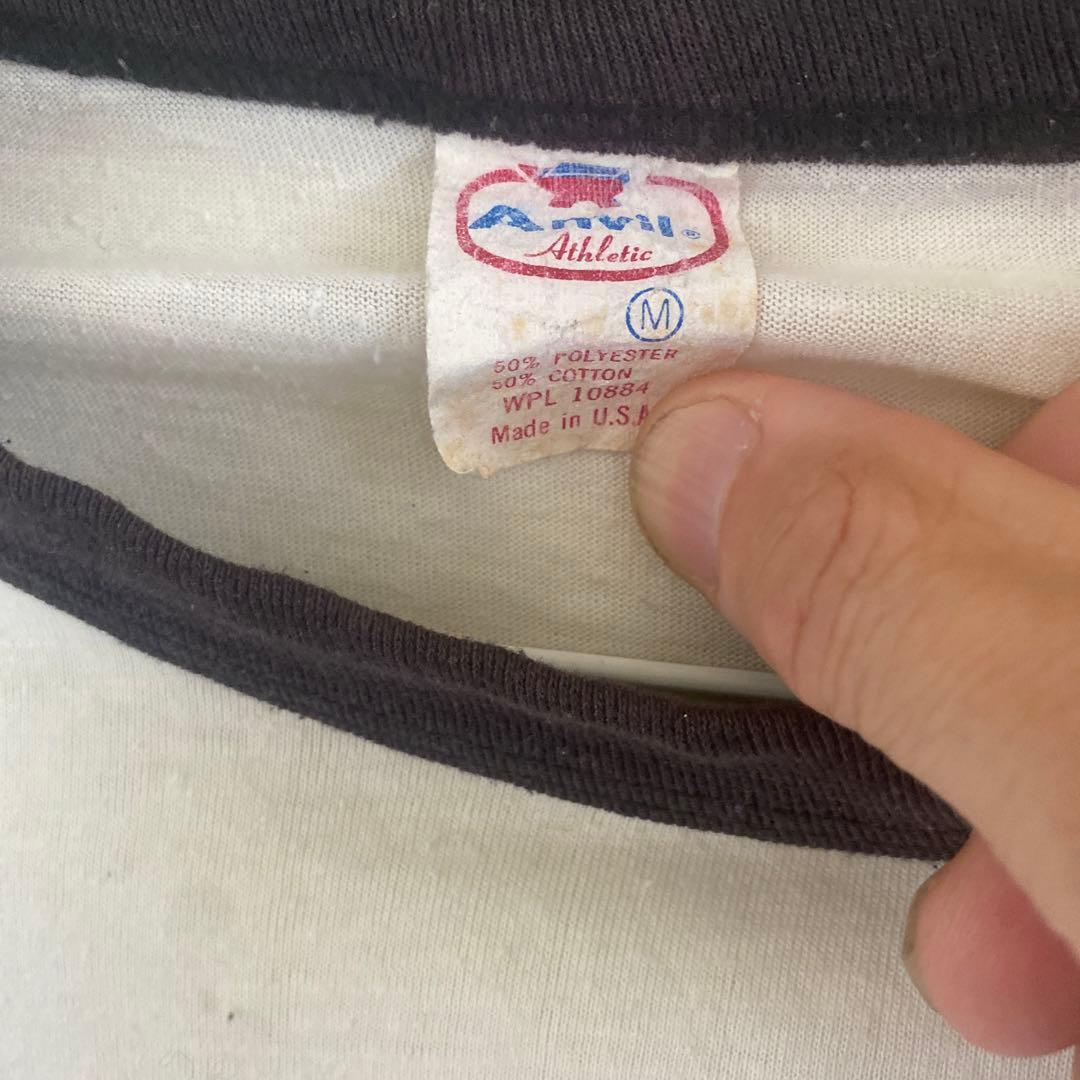 Anvil®
Athletic
M
50% POLYESTER
50% COTTON
WPL 10884
Made in U.S.A